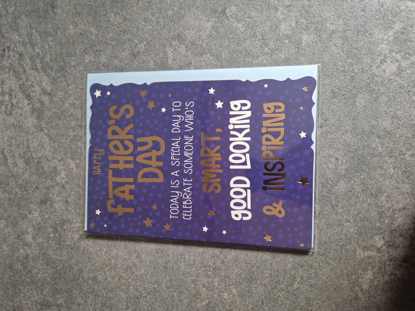 HAPPY
FATHER'S
DAY
TODAY IS A SPECIAL DAY TO
CELEBRATE SOMEONE WHO'S
SMART,
GOOD LOOKING
& INSPIRING